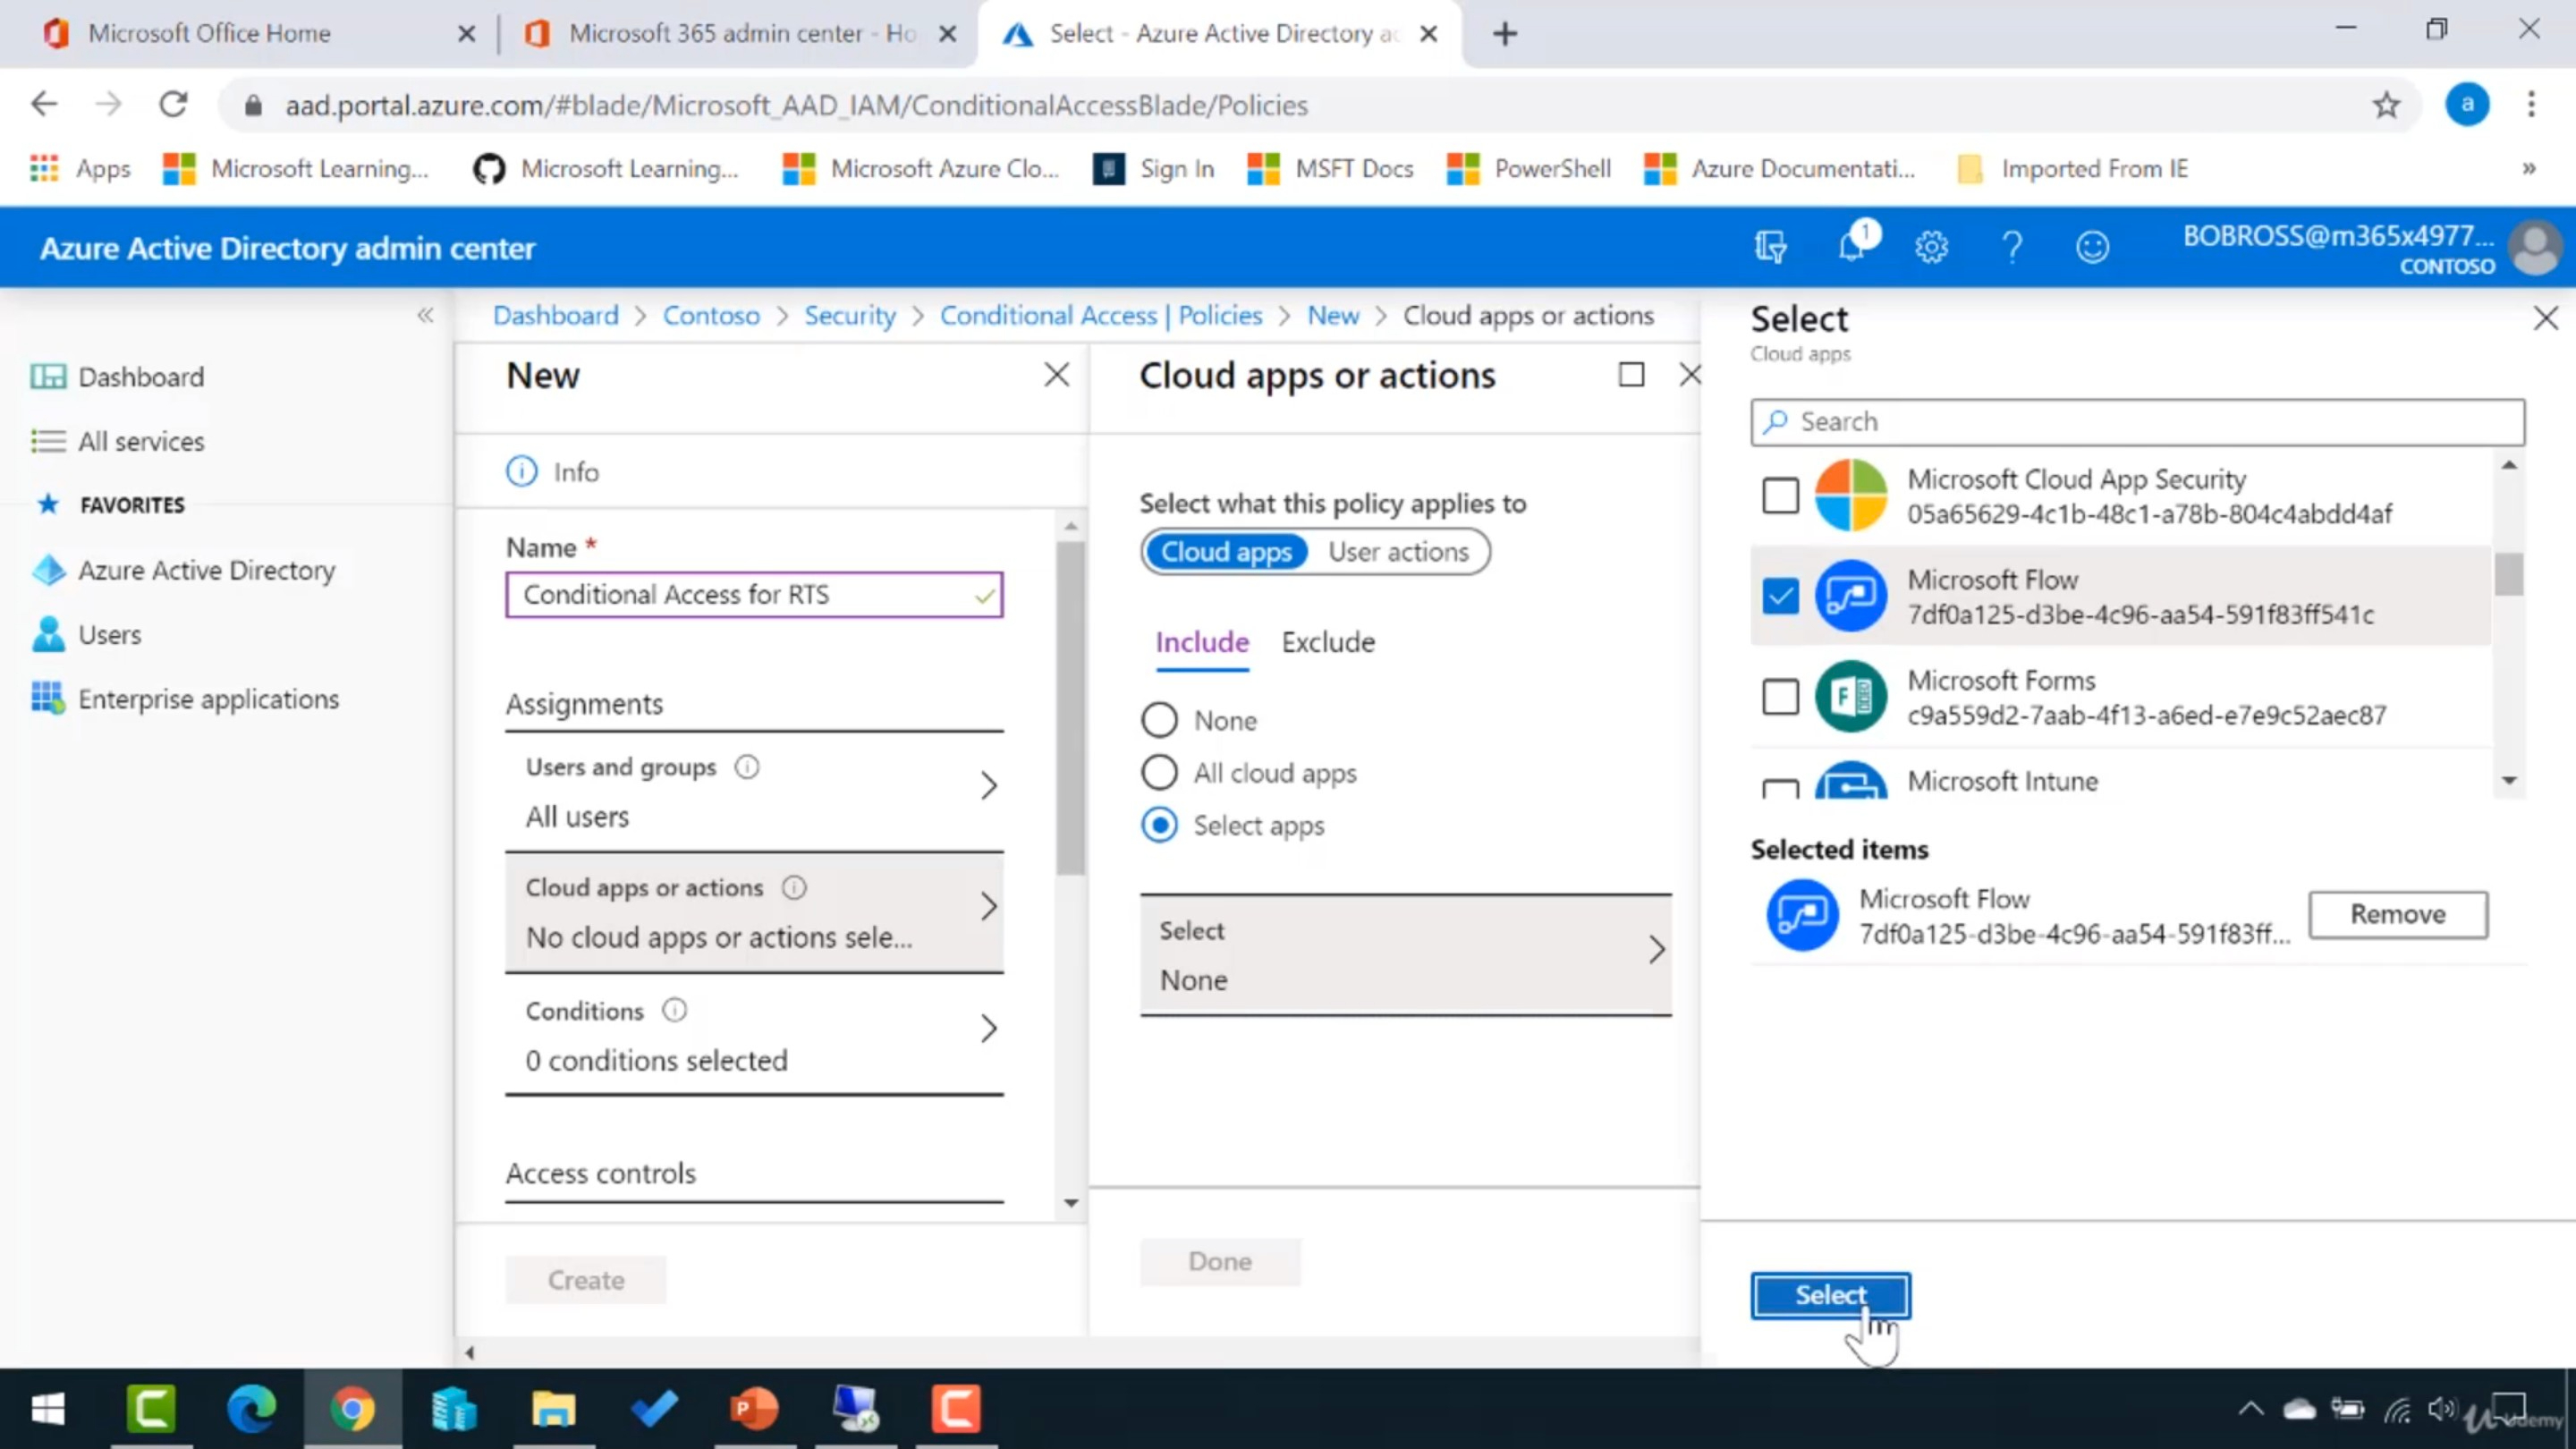 Microsoft Office Home
Microsoft 365 admin center - Ho
Select - Azure Active Directory ac
aad.portal.azure.com/#blade/Microsoft_AAD_IAM/ConditionalAccessBlade/Policies
a
Apps
Microsoft Learning...
Microsoft Learning...
Microsoft Azure Clo...
Sign In
MSFT Docs
PowerShell
Azure Documentati...
Imported From IE
»
Azure Active Directory admin center
1
BOBROSS@m365x4977...
CONTOSO
«
Dashboard
All services
FAVORITES
Azure Active Directory
Users
Enterprise applications
Dashboard > Contoso > Security > Conditional Access | Policies > New > Cloud apps or actions
New
Info
Name *
Conditional Access for RTS
Assignments
Users and groups
All users
Cloud apps or actions
No cloud apps or actions sele...
Conditions
0 conditions selected
Access controls
Create
Cloud apps or actions
Select what this policy applies to
Cloud apps
User actions
Include
Exclude
None
All cloud apps
Select apps
Select
None
Done
Select
Cloud apps
Search
Microsoft Cloud App Security
05a65629-4c1b-48c1-a78b-804c4abdd4af
Microsoft Flow
7df0a125-d3be-4c96-aa54-591f83ff541c
Microsoft Forms
c9a559d2-7aab-4f13-a6ed-e7e9c52aec87
Microsoft Intune
Selected items
Microsoft Flow
7df0a125-d3be-4c96-aa54-591f83ff...
Remove
Select
Udemy